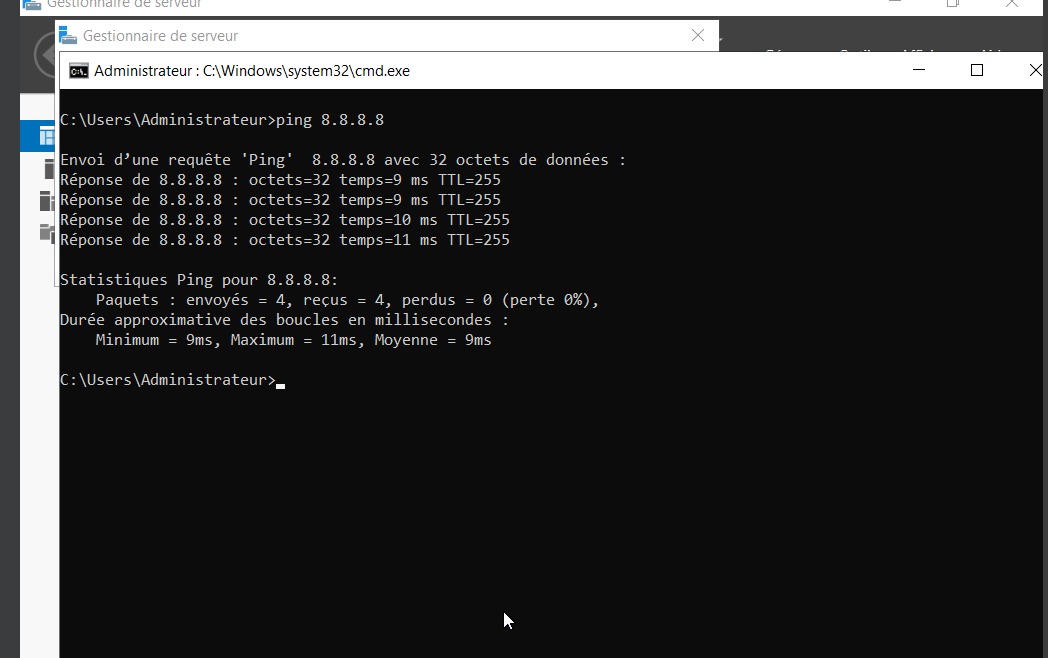 Gestionnaire de serveur
Gestionnaire de serveur
Administrateur : C:\Windows\system32\cmd.exe
C:\Users\Administrateur>ping 8.8.8.8
Envoi d’une requête 'Ping'  8.8.8.8 avec 32 octets de données :
Réponse de 8.8.8.8 : octets=32 temps=9 ms TTL=255
Réponse de 8.8.8.8 : octets=32 temps=9 ms TTL=255
Réponse de 8.8.8.8 : octets=32 temps=10 ms TTL=255
Réponse de 8.8.8.8 : octets=32 temps=11 ms TTL=255
Statistiques Ping pour 8.8.8.8:
    Paquets : envoyés = 4, reçus = 4, perdus = 0 (perte 0%),
Durée approximative des boucles en millisecondes :
    Minimum = 9ms, Maximum = 11ms, Moyenne = 9ms
C:\Users\Administrateur>